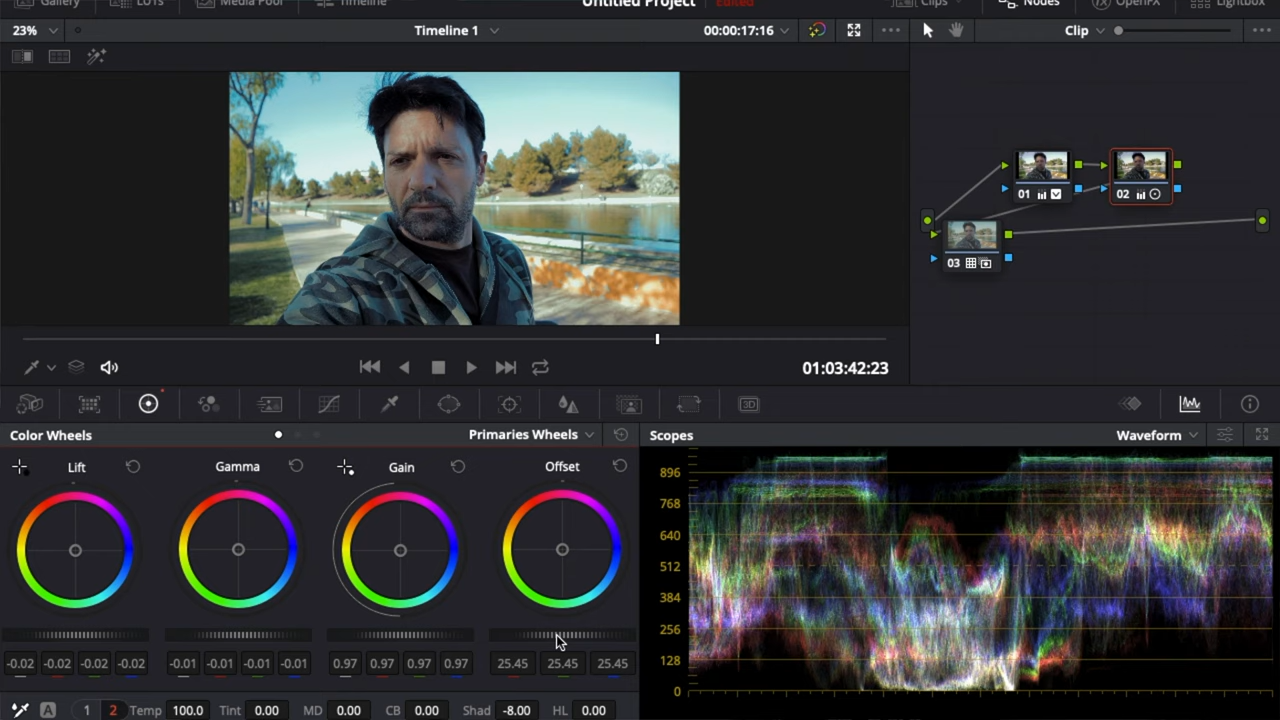 Gallery LUTs Media Pool Timeline Untitled Project Edited Clips Nodes OpenFX Lightbox
23% Timeline 1 00:00:17:16 Clip
01 02
03
01:03:42:23
3D
Color Wheels Primaries Wheels Scopes Waveform
Lift Gamma Gain Offset
896
768
640
512
384
256
128
0
-0.02 -0.02 -0.02 -0.02 -0.01 -0.01 -0.01 -0.01 0.97 0.97 0.97 0.97 25.45 25.45 25.45
A 1 2 Temp 100.0 Tint 0.00 MD 0.00 CB 0.00 Shad -8.00 HL 0.00